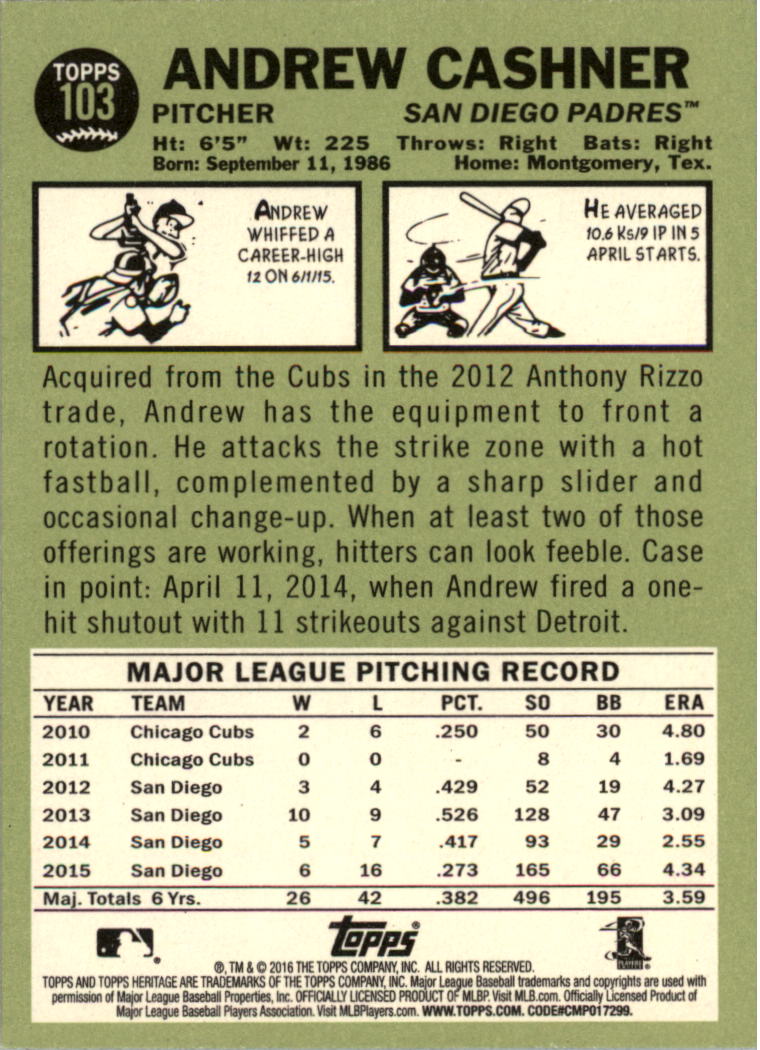 TOPPS
103
ANDREW CASHNER
PITCHER SAN DIEGO PADRES™
Ht: 6'5" Wt: 225 Throws: Right Bats: Right
Born: September 11, 1986 Home: Montgomery, Tex.
ANDREW
WHIFFED A
CAREER-HIGH
12 ON 6/1/15.
HE AVERAGED
10.6 Ks/9 IP IN 5
APRIL STARTS.
Acquired from the Cubs in the 2012 Anthony Rizzo
trade, Andrew has the equipment to front a
rotation. He attacks the strike zone with a hot
fastball, complemented by a sharp slider and
occasional change-up. When at least two of those
offerings are working, hitters can look feeble. Case
in point: April 11, 2014, when Andrew fired a one-
hit shutout with 11 strikeouts against Detroit.
MAJOR LEAGUE PITCHING RECORD
YEAR TEAM W L PCT. SO BB ERA
2010 Chicago Cubs 2 6 .250 50 30 4.80
2011 Chicago Cubs 0 0 - 8 4 1.69
2012 San Diego 3 4 .429 52 19 4.27
2013 San Diego 10 9 .526 128 47 3.09
2014 San Diego 5 7 .417 93 29 2.55
2015 San Diego 6 16 .273 165 66 4.34
Maj. Totals 6 Yrs. 26 42 .382 496 195 3.59
topps®
PLAYERS
®, TM & © 2016 THE TOPPS COMPANY, INC. ALL RIGHTS RESERVED.
TOPPS AND TOPPS HERITAGE ARE TRADEMARKS OF THE TOPPS COMPANY, INC. Major League Baseball trademarks and copyrights are used with
permission of Major League Baseball Properties, Inc. OFFICIALLY LICENSED PRODUCT OF MLBP. Visit MLB.com. Officially Licensed Product of
Major League Baseball Players Association. Visit MLBPlayers.com. WWW.TOPPS.COM. CODE#CMP017299.